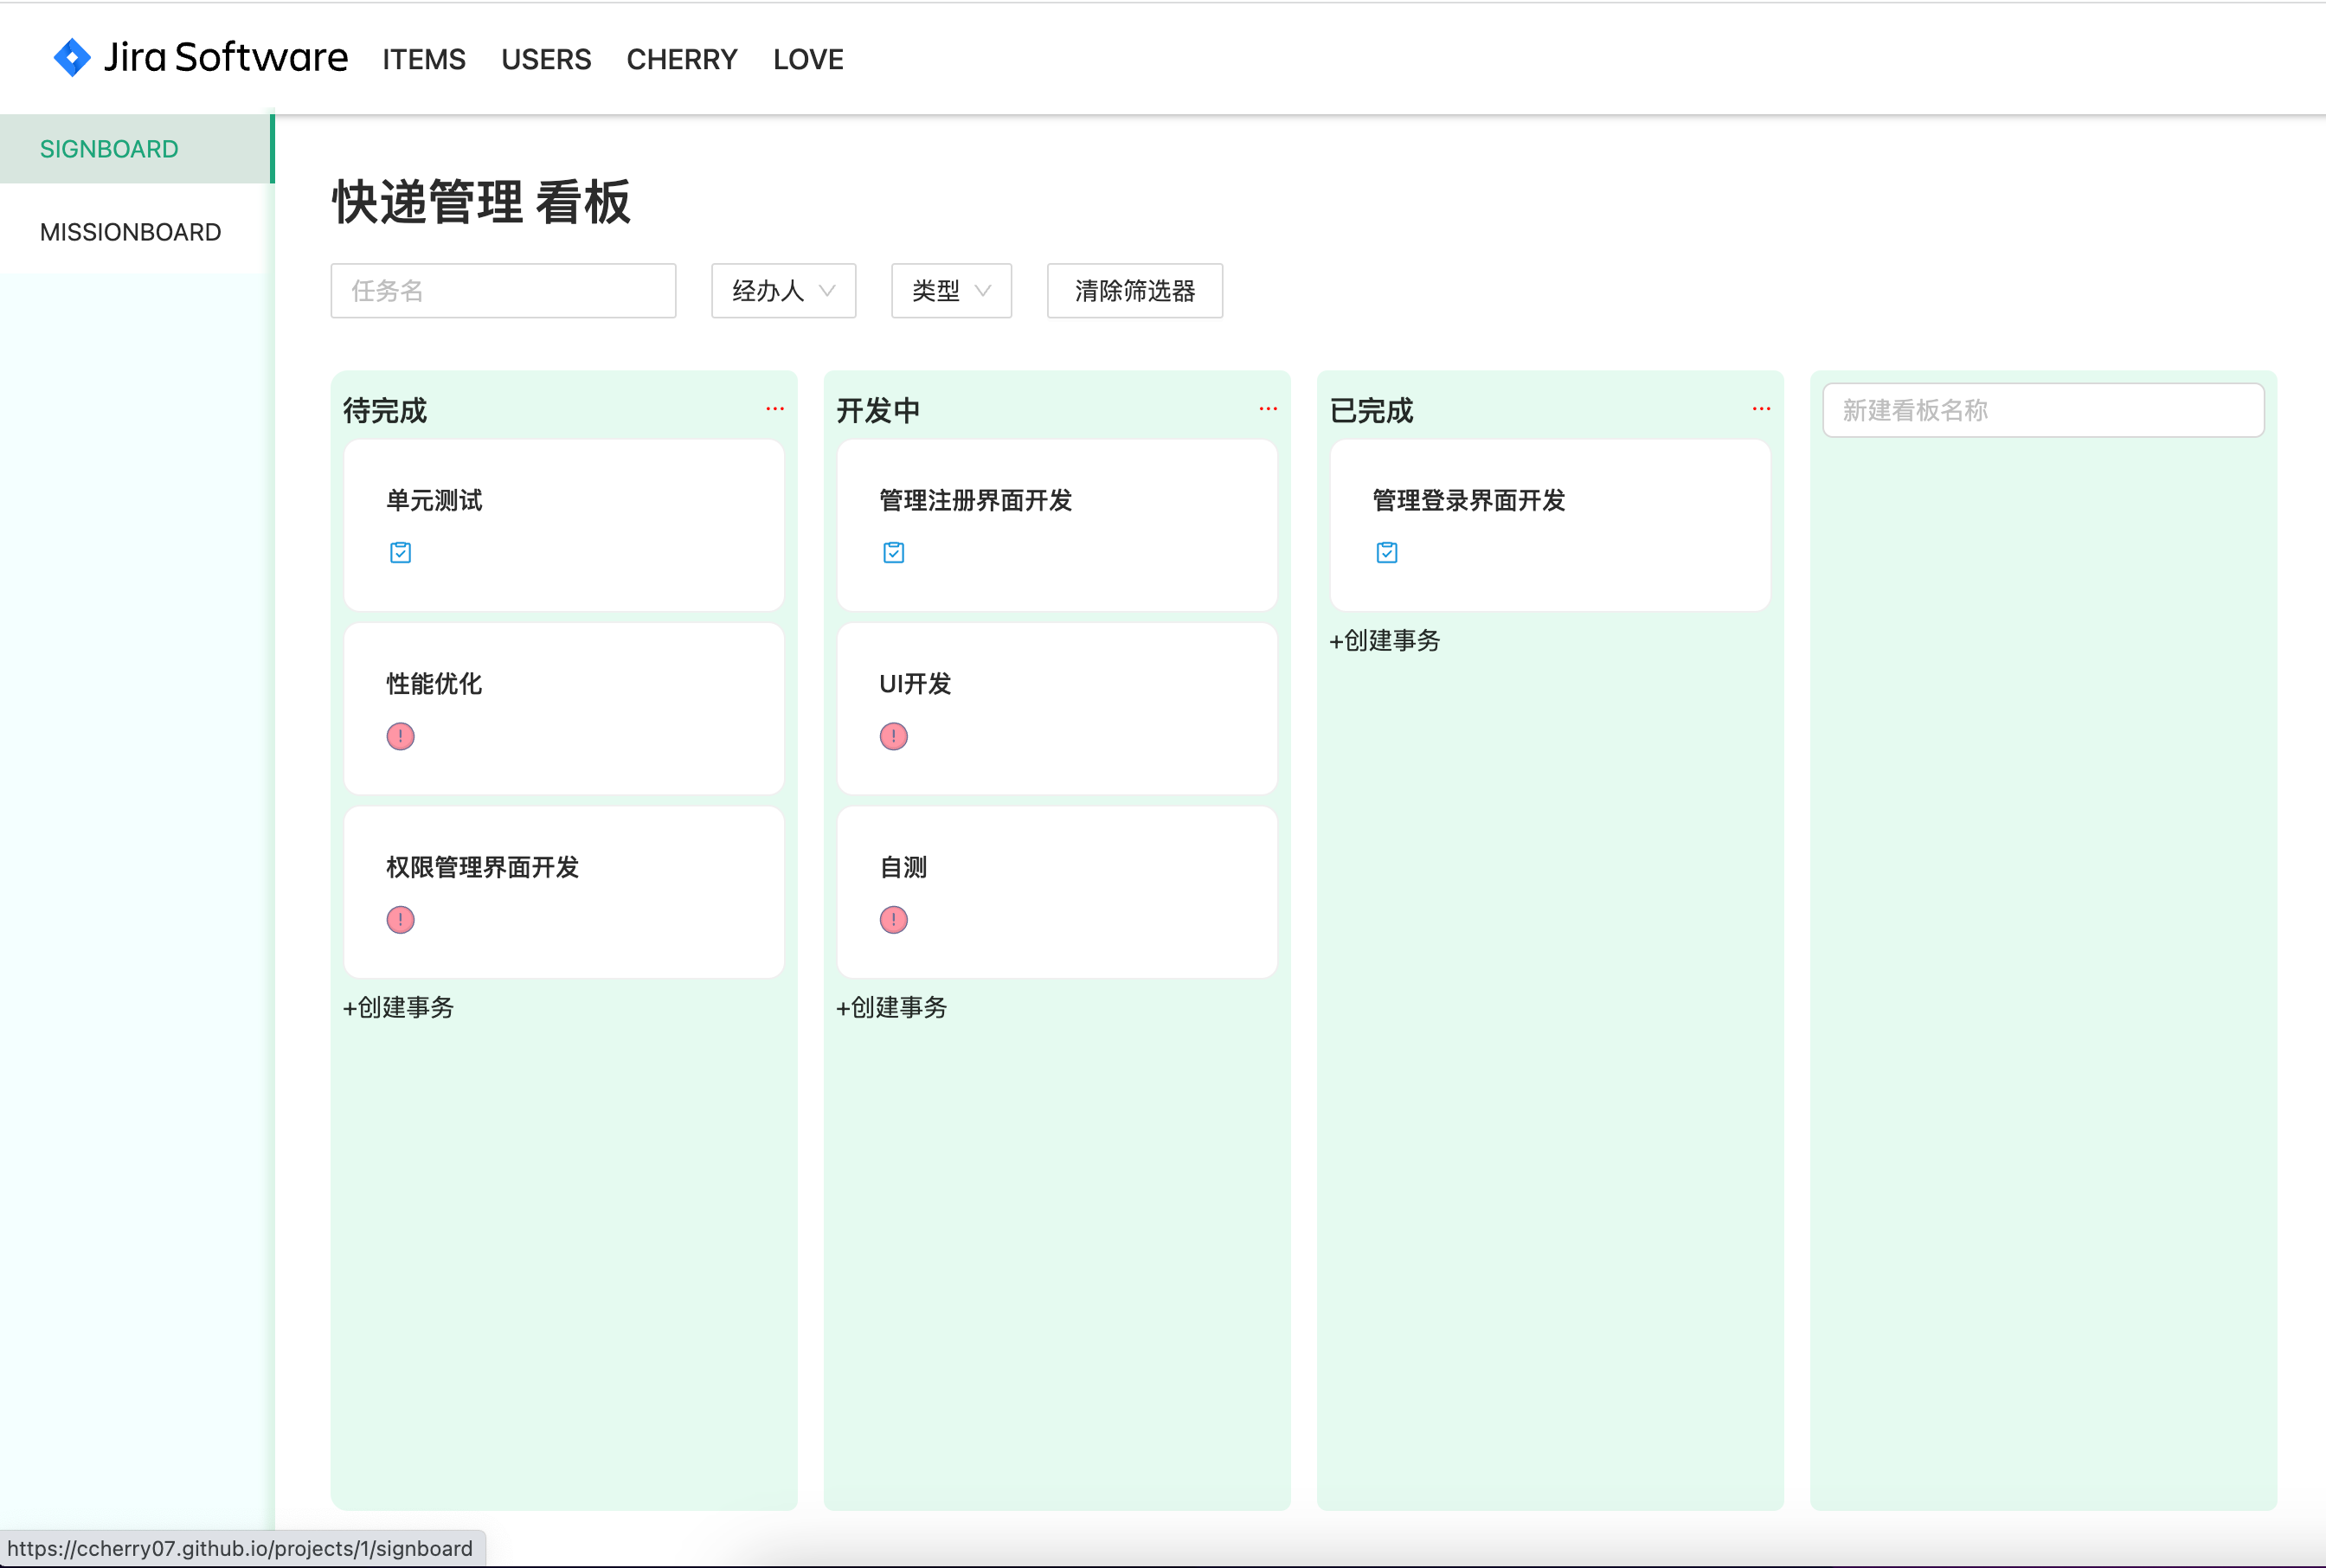 Jira Software ITEMS USERS CHERRY LOVE
SIGNBOARD
MISSIONBOARD
快递管理 看板
任务名 经办人 类型 清除筛选器
待完成 ...
单元测试
性能优化
权限管理界面开发
+创建事务
开发中 ...
管理注册界面开发
UI开发
自测
+创建事务
已完成 ...
管理登录界面开发
+创建事务
新建看板名称
https://ccherry07.github.io/projects/1/signboard